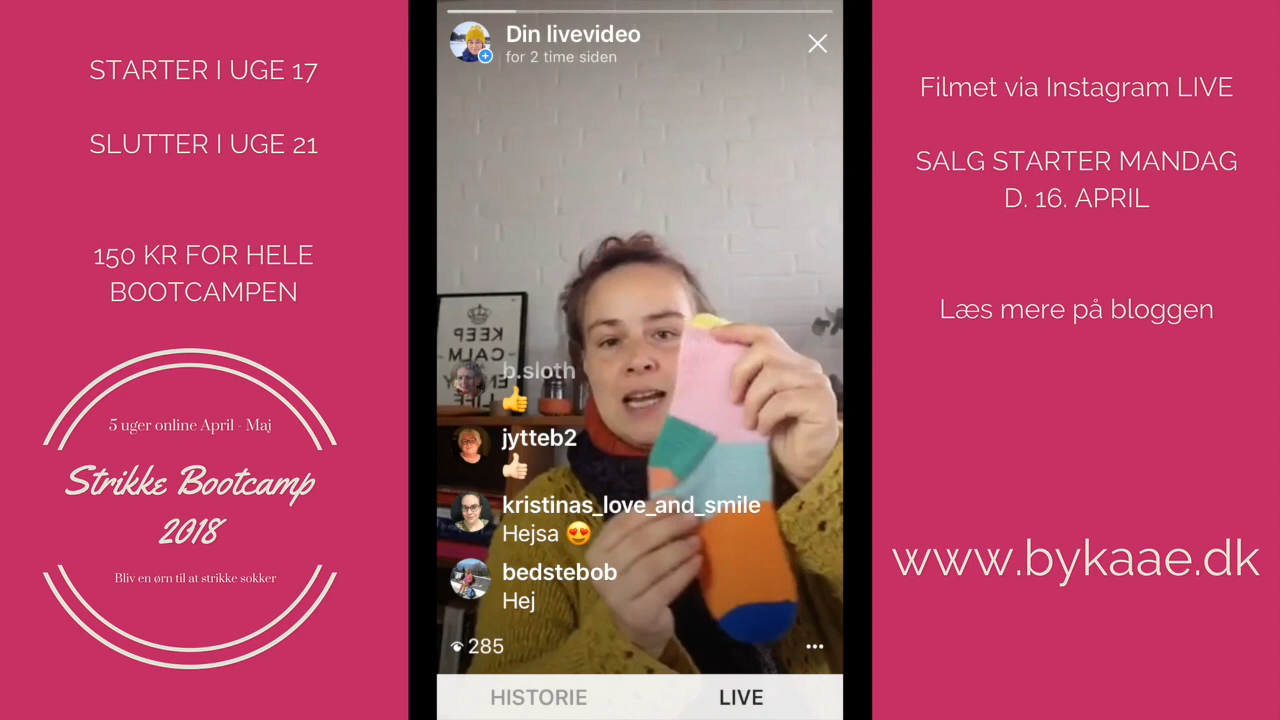 STARTER I UGE 17
SLUTTER I UGE 21
150 KR FOR HELE
BOOTCAMPEN
5 uger online April - Maj
Strikke Bootcamp
2018
Bliv en ørn til at strikke sokker
Din livevideo
for 2 time siden
KEEP
CALM
LIFE
b.sloth
jytteb2
kristinas_love_and_smile
Hejsa 😍
bedstebob
Hej
285
HISTORIE
LIVE
Filmet via Instagram LIVE
SALG STARTER MANDAG
D. 16. APRIL
Læs mere på bloggen
www.bykaae.dk